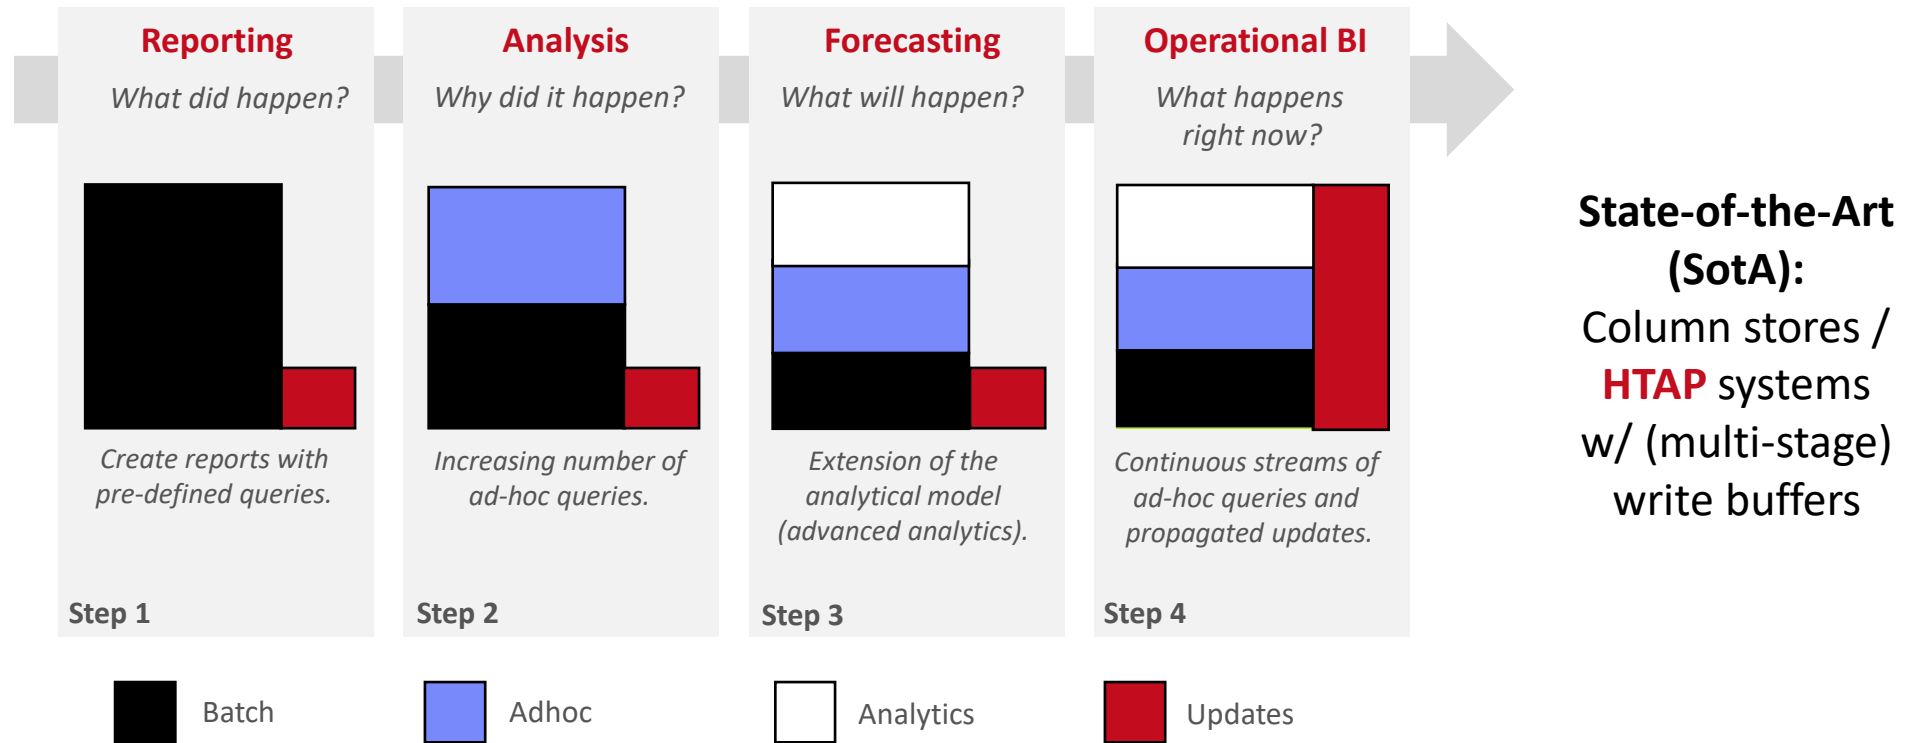 Reporting
What did happen?
Create reports with
pre-defined queries.
Step 1
Analysis
Why did it happen?
Increasing number of
ad-hoc queries.
Step 2
Forecasting
What will happen?
Extension of the
analytical model
(advanced analytics).
Step 3
Operational BI
What happens
right now?
Continuous streams of
ad-hoc queries and
propagated updates.
Step 4
State-of-the-Art
(SotA):
Column stores /
HTAP systems
w/ (multi-stage)
write buffers
Batch
Adhoc
Analytics
Updates